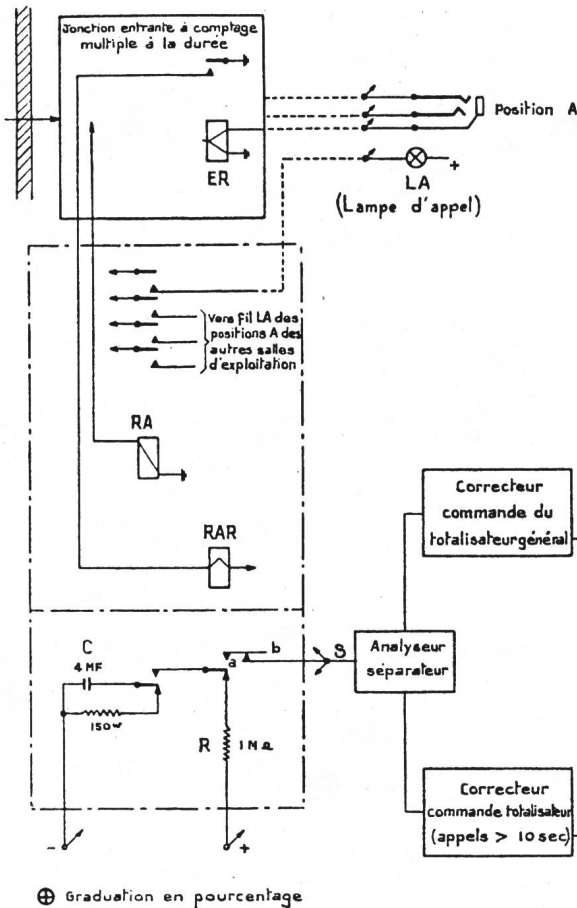 Jonction entrante à comptage
multiple à la durée
ER
Position A
+
LA
(Lampe d'appel)
Vers fil LA des
positions A des
autres salles
d'exploitation
RA
RAR
Correcteur
commande du
totalisateur général
C
4 MF
150 ω
a
b
S
Analyseur
séparateur
R
1 M Ω
Correcteur
commande totalisateur
(appels > 10 sec)
-
+
⊕ Graduation en pourcentage